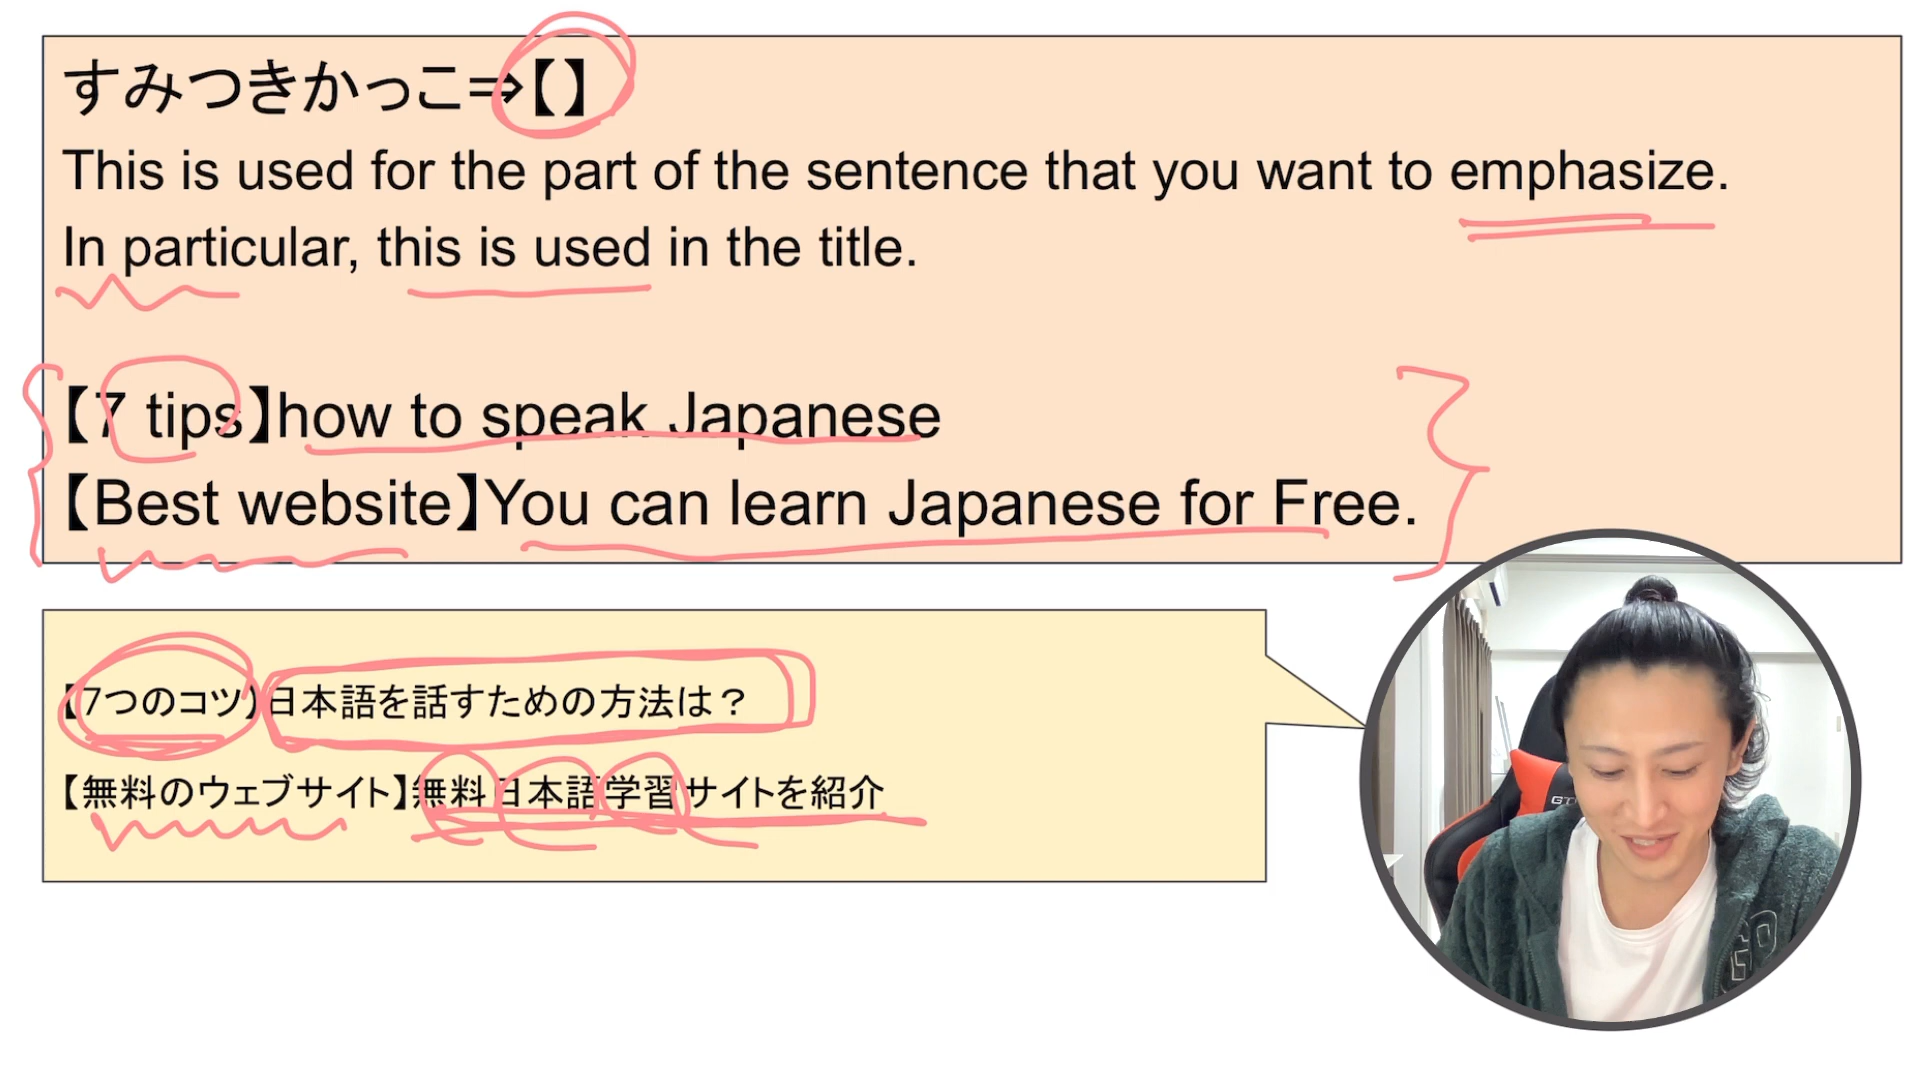 すみつきかっこ⇒【】
This is used for the part of the sentence that you want to emphasize.
In particular, this is used in the title.
【7 tips】how to speak Japanese
【Best website】You can learn Japanese for Free.
【7つのコツ】日本語を話すための方法は？
【無料のウェブサイト】無料日本語学習サイトを紹介